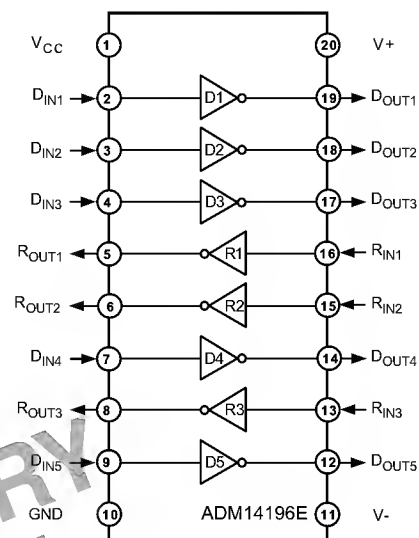 VCC 1 20 V+
DIN1 2 D1 19 DOUT1
DIN2 3 D2 18 DOUT2
DIN3 4 D3 17 DOUT3
ROUT1 5 R1 16 RIN1
ROUT2 6 R2 15 RIN2
DIN4 7 D4 14 DOUT4
ROUT3 8 R3 13 RIN3
DIN5 9 D5 12 DOUT5
GND 10 ADM14196E 11 V-
RY